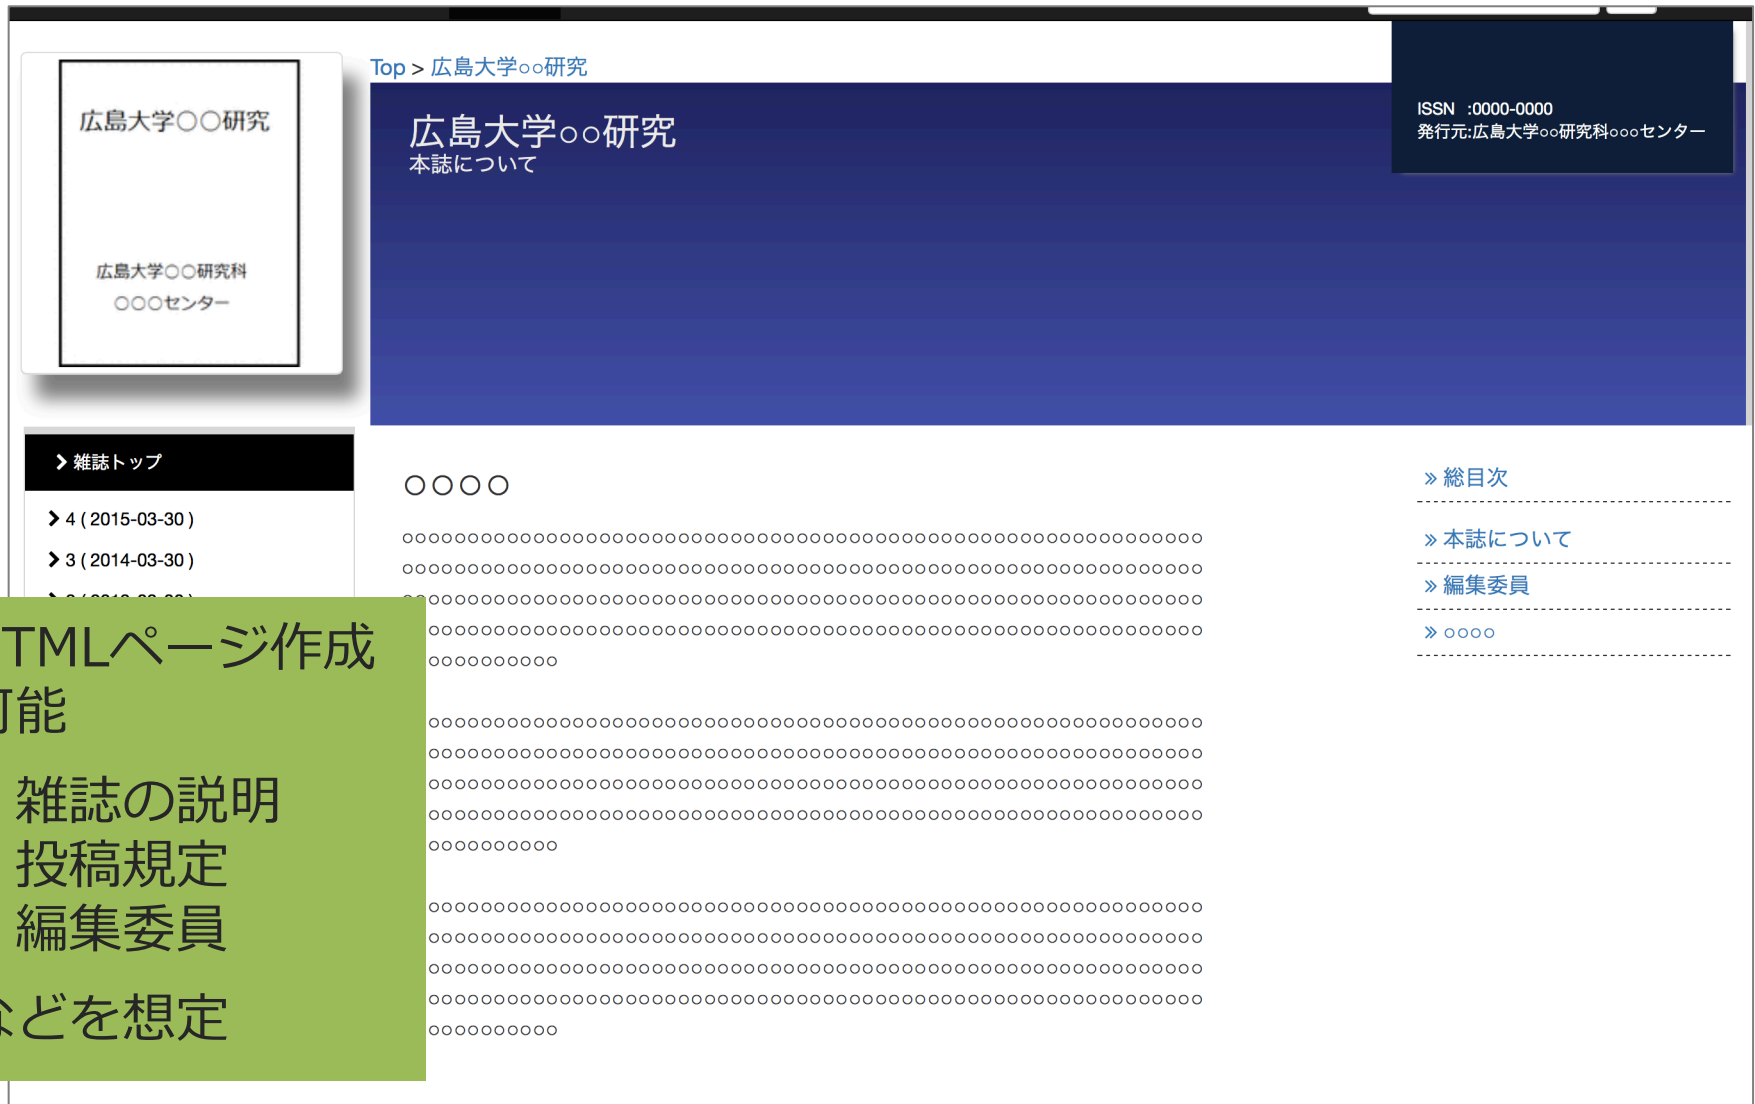 Top > 広島大学○○研究
広島大学○○研究
広島大学○○研究科
○○○センター
広島大学○○研究
本誌について
ISSN :0000-0000
発行元:広島大学○○研究科○○○センター
雑誌トップ
4 ( 2015-03-30 )
3 ( 2014-03-30 )
○○○○
○○○○○○○○○○○○○○○○○○○○○○○○○○○○○○○○○○○○○○○○○○○○○○○○○○○○○○○○○○○○○
○○○○○○○○○○○○○○○○○○○○○○○○○○○○○○○○○○○○○○○○○○○○○○○○○○○○○○○○○○○○○
○○○○○○○○○○○○○○○○○○○○○○○○○○○○○○○○○○○○○○○○○○○○○○○○○○○○○○○○○○○
○○○○○○○○○○○○○○○○○○○○○○○○○○○○○○○○○○○○○○○○○○○○○○○○○○○○○○○○○○○
○○○○○○○○○○
○○○○○○○○○○○○○○○○○○○○○○○○○○○○○○○○○○○○○○○○○○○○○○○○○○○○○○○○○○○
○○○○○○○○○○○○○○○○○○○○○○○○○○○○○○○○○○○○○○○○○○○○○○○○○○○○○○○○○○○
○○○○○○○○○○○○○○○○○○○○○○○○○○○○○○○○○○○○○○○○○○○○○○○○○○○○○○○○○○○
○○○○○○○○○○○○○○○○○○○○○○○○○○○○○○○○○○○○○○○○○○○○○○○○○○○○○○○○○○○
○○○○○○○○○○
○○○○○○○○○○○○○○○○○○○○○○○○○○○○○○○○○○○○○○○○○○○○○○○○○○○○○○○○○○○
○○○○○○○○○○○○○○○○○○○○○○○○○○○○○○○○○○○○○○○○○○○○○○○○○○○○○○○○○○○
○○○○○○○○○○○○○○○○○○○○○○○○○○○○○○○○○○○○○○○○○○○○○○○○○○○○○○○○○○○
○○○○○○○○○○○○○○○○○○○○○○○○○○○○○○○○○○○○○○○○○○○○○○○○○○○○○○○○○○○
○○○○○○○○○○
» 総目次
» 本誌について
» 編集委員
» ○○○○
TMLページ作成
可能
雑誌の説明
投稿規定
編集委員
などを想定